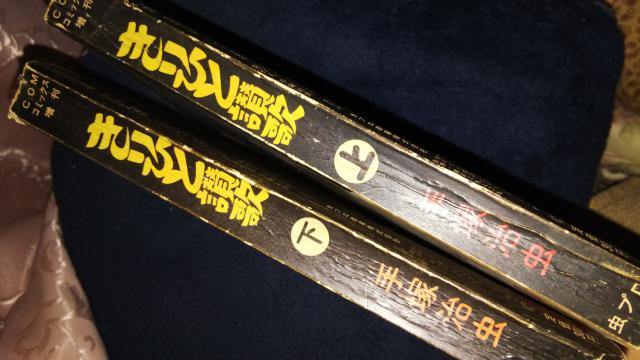 COM
コミックス
増刊
きりひと讃歌
上
手塚治虫
虫プロ
COM
コミックス
増刊
きりひと讃歌
下
手塚治虫